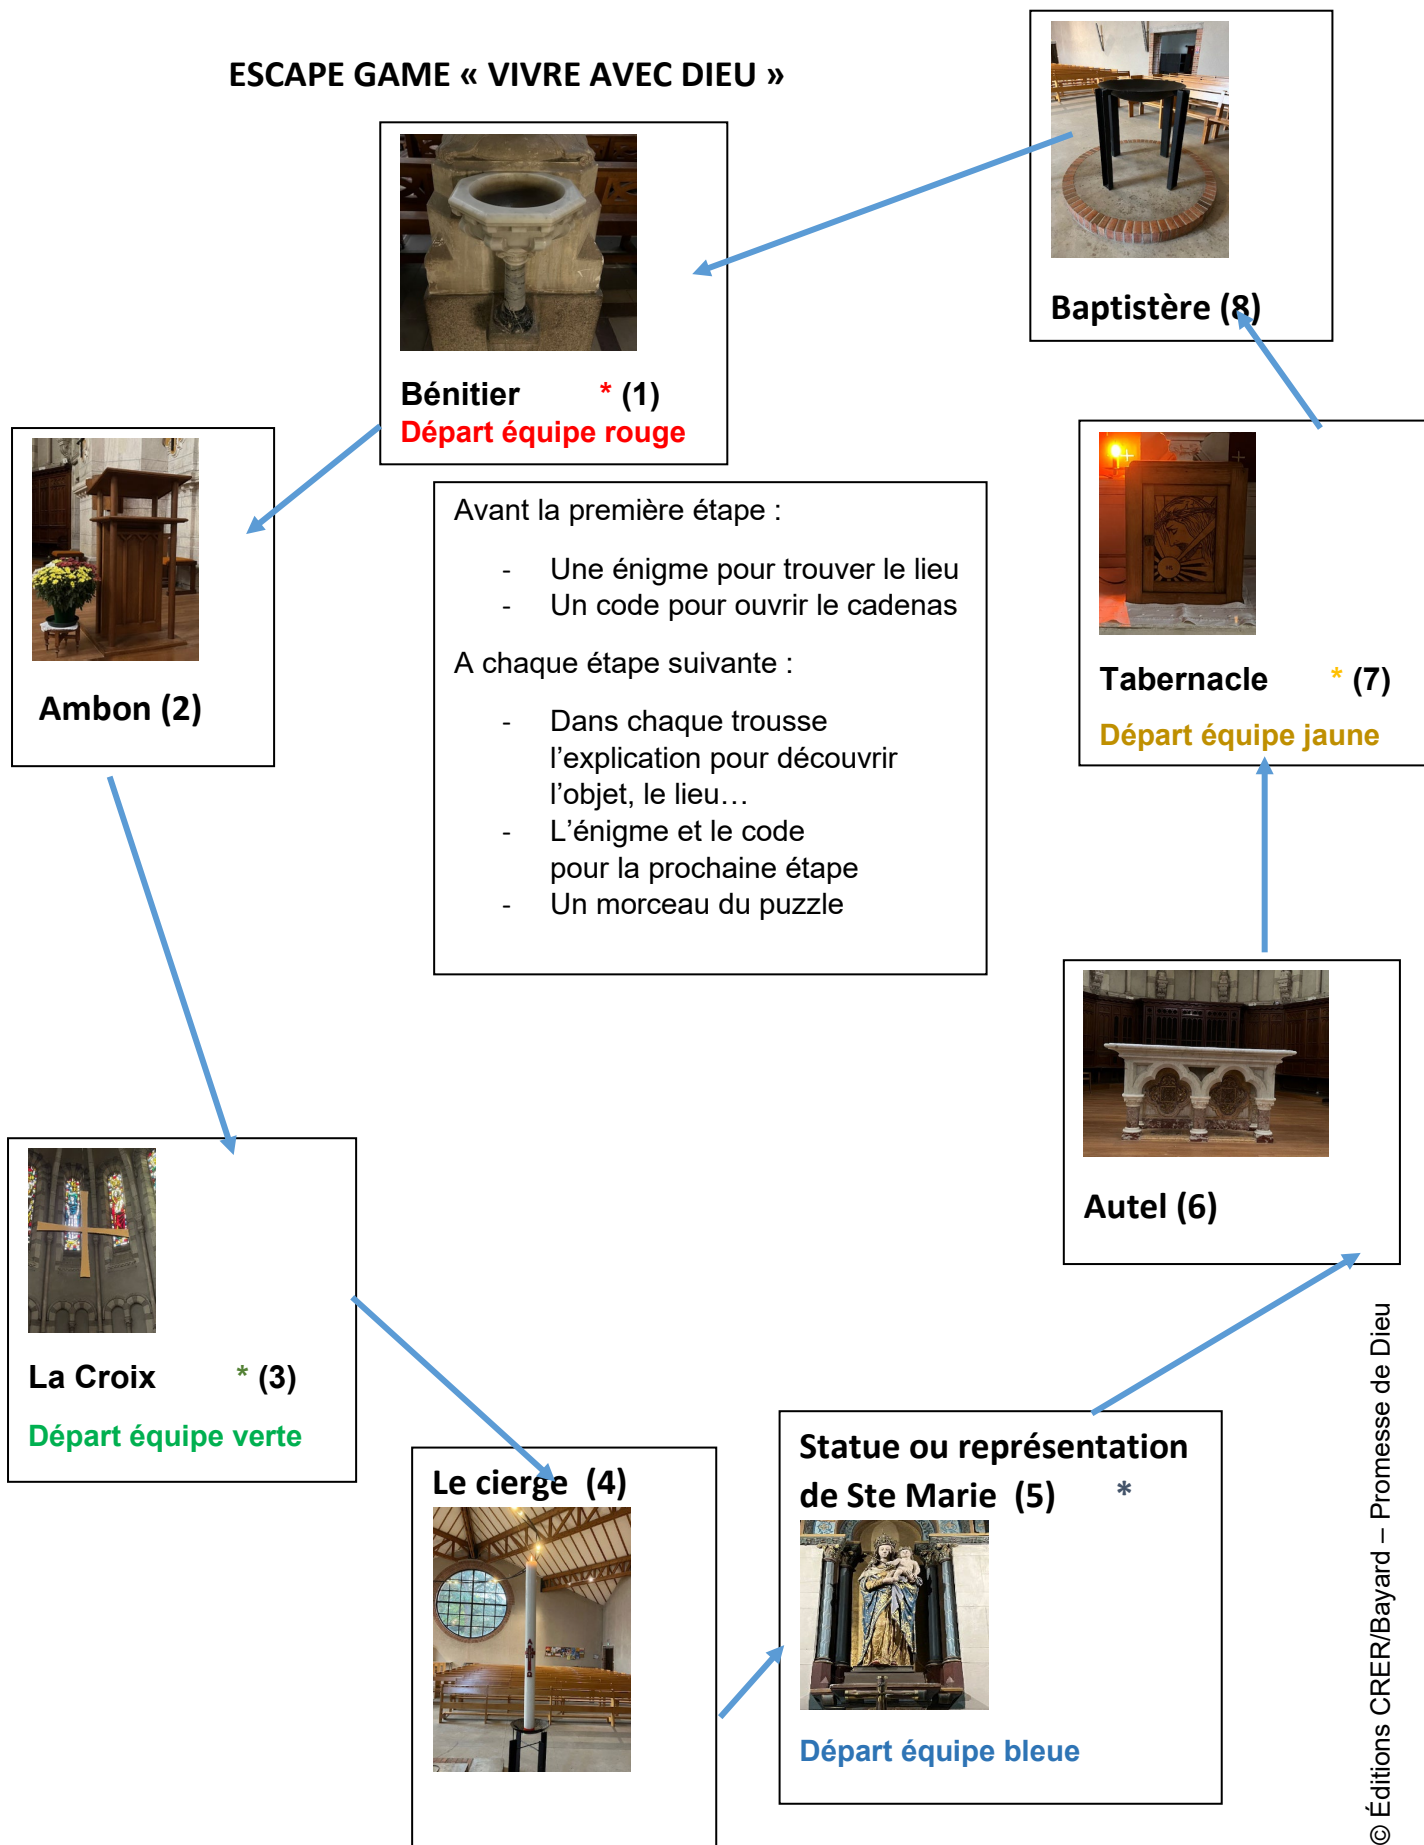 ESCAPE GAME « VIVRE AVEC DIEU »
Baptistère (8)
Bénitier * (1)
Départ équipe rouge
Ambon (2)
Avant la première étape :
- Une énigme pour trouver le lieu
- Un code pour ouvrir le cadenas
A chaque étape suivante :
- Dans chaque trousse
l’explication pour découvrir
l’objet, le lieu…
- L’énigme et le code
pour la prochaine étape
- Un morceau du puzzle
Tabernacle * (7)
Départ équipe jaune
Autel (6)
La Croix * (3)
Départ équipe verte
Le cierge (4)
Statue ou représentation
de Ste Marie (5) *
Départ équipe bleue
© Éditions CRER/Bayard – Promesse de Dieu